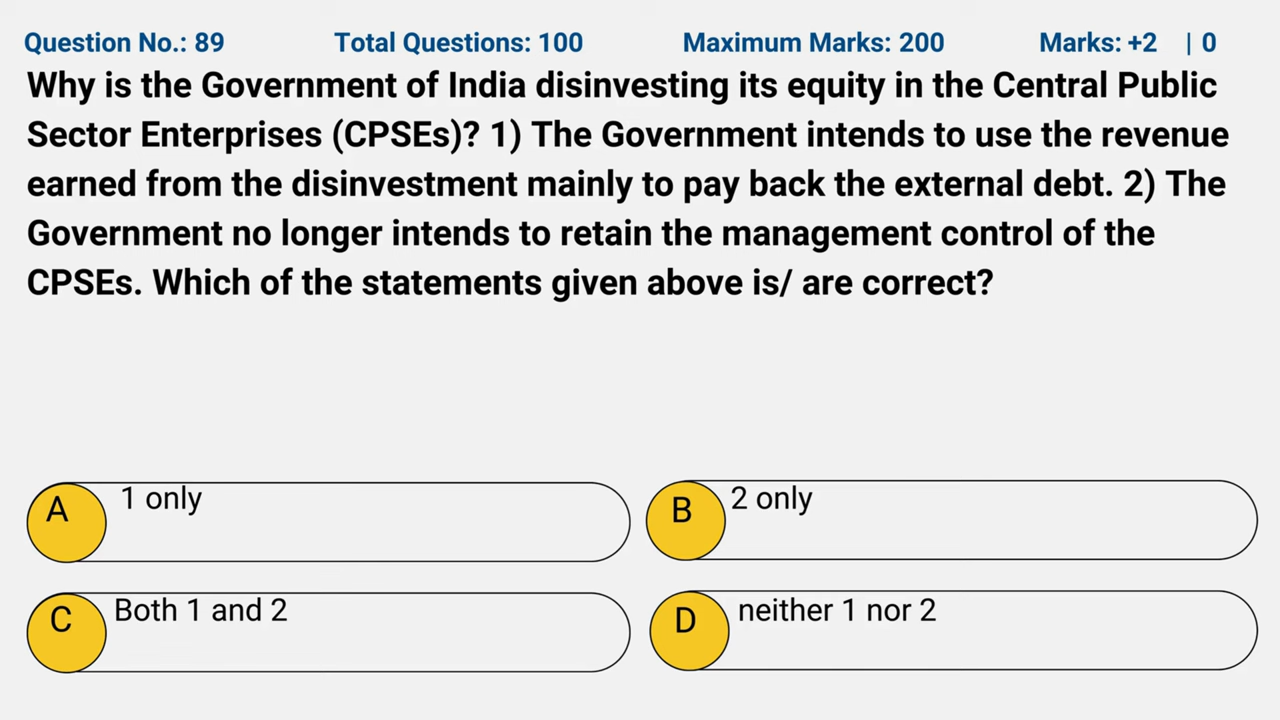 Question No.: 89 Total Questions: 100 Maximum Marks: 200 Marks: +2 | 0
Why is the Government of India disinvesting its equity in the Central Public
Sector Enterprises (CPSEs)? 1) The Government intends to use the revenue
earned from the disinvestment mainly to pay back the external debt. 2) The
Government no longer intends to retain the management control of the
CPSEs. Which of the statements given above is/ are correct?
A 1 only
B 2 only
C Both 1 and 2
D neither 1 nor 2